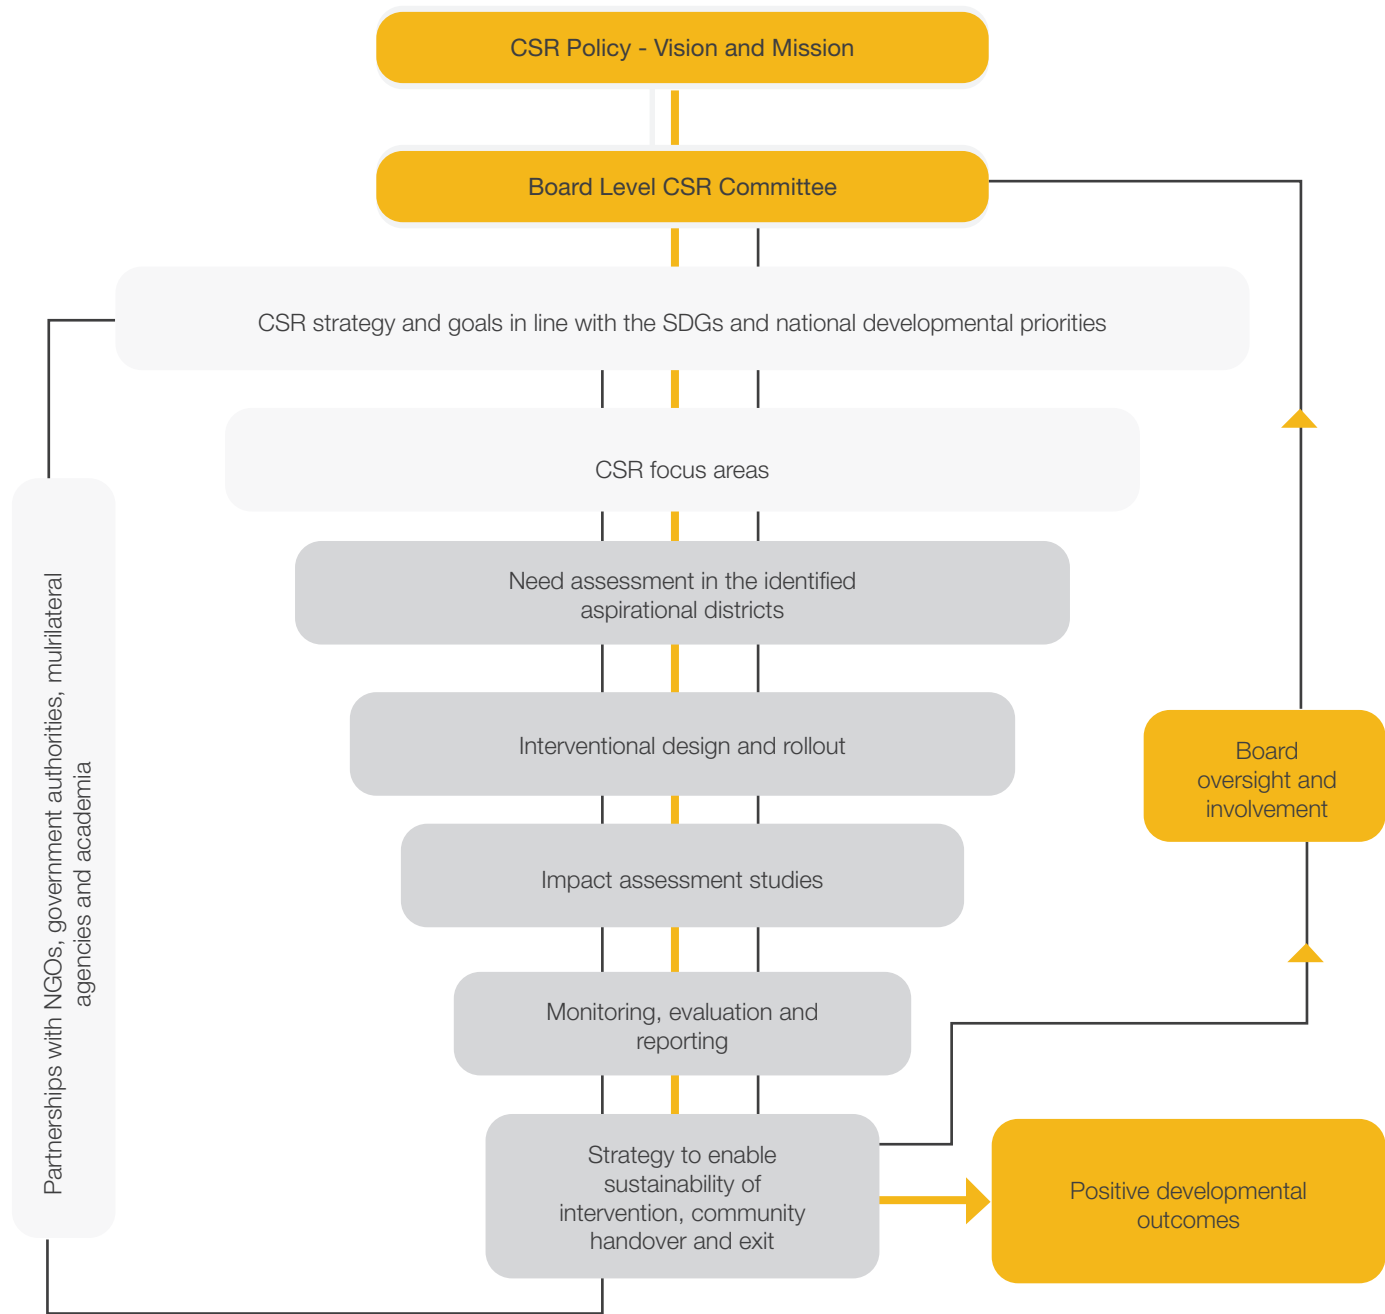 CSR Policy - Vision and Mission
Board Level CSR Committee
CSR strategy and goals in line with the SDGs and national developmental priorities
CSR focus areas
Need assessment in the identified
aspirational districts
Interventional design and rollout
Impact assessment studies
Monitoring, evaluation and
reporting
Strategy to enable
sustainability of
intervention, community
handover and exit
Partnerships with NGOs, government authorities, mulrilateral
agencies and academia
Board
oversight and
involvement
Positive developmental
outcomes